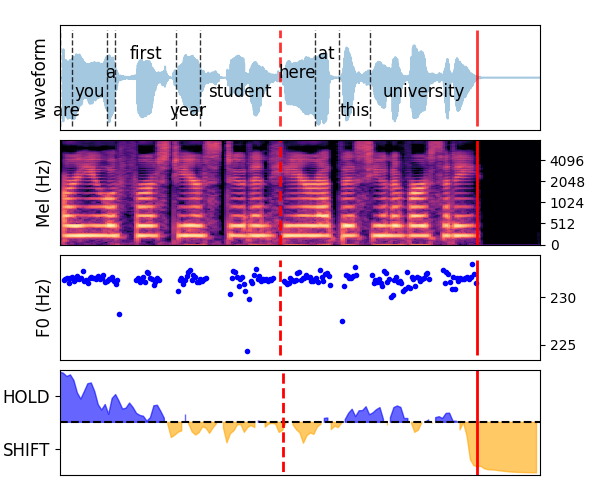 waveform
are
you
a
first
year
student
here
at
this
university
Mel (Hz)
4096
2048
1024
512
0
F0 (Hz)
230
225
HOLD
SHIFT